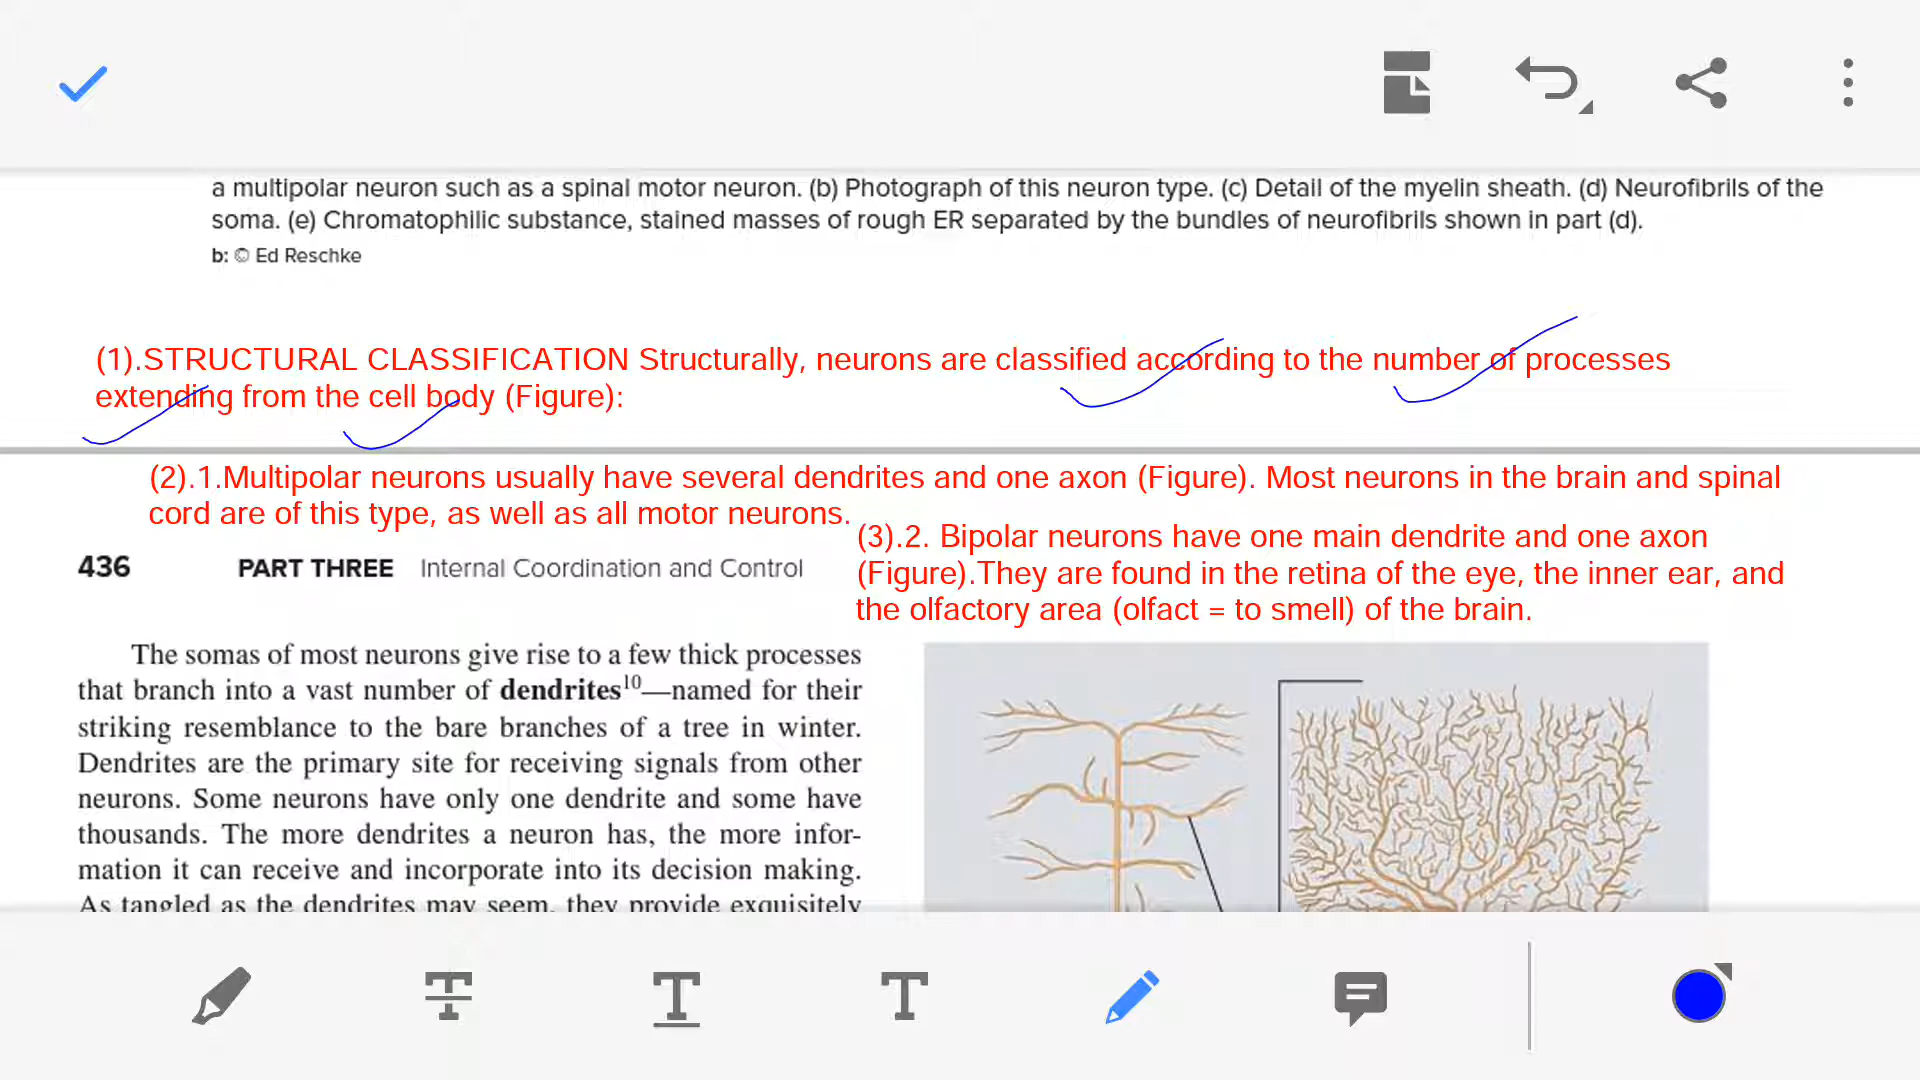 a multipolar neuron such as a spinal motor neuron. (b) Photograph of this neuron type. (c) Detail of the myelin sheath. (d) Neurofibrils of the
soma. (e) Chromatophilic substance, stained masses of rough ER separated by the bundles of neurofibrils shown in part (d).
b: © Ed Reschke
(1).STRUCTURAL CLASSIFICATION Structurally, neurons are classified according to the number of processes
extending from the cell body (Figure):
(2).1.Multipolar neurons usually have several dendrites and one axon (Figure). Most neurons in the brain and spinal
cord are of this type, as well as all motor neurons.
(3).2. Bipolar neurons have one main dendrite and one axon
(Figure).They are found in the retina of the eye, the inner ear, and
the olfactory area (olfact = to smell) of the brain.
436 PART THREE Internal Coordination and Control
The somas of most neurons give rise to a few thick processes
that branch into a vast number of dendrites10—named for their
striking resemblance to the bare branches of a tree in winter.
Dendrites are the primary site for receiving signals from other
neurons. Some neurons have only one dendrite and some have
thousands. The more dendrites a neuron has, the more infor-
mation it can receive and incorporate into its decision making.
As tangled as the dendrites may seem, they provide exquisitely